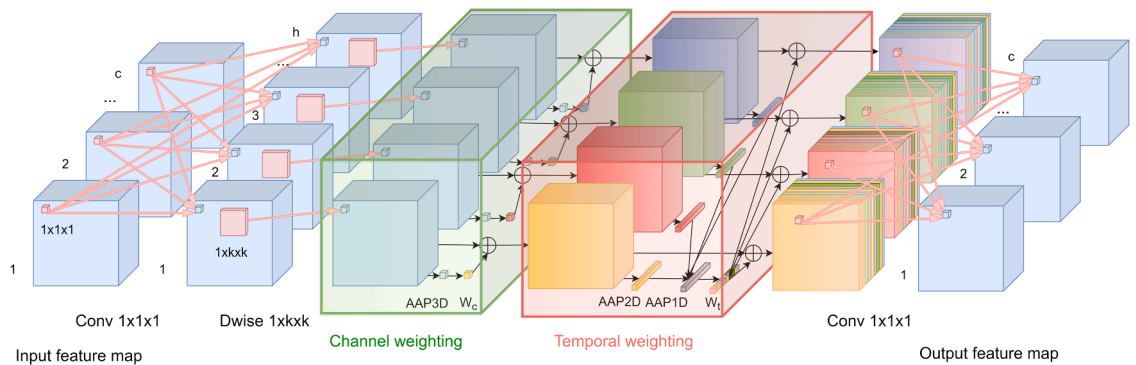 h
c
...
...
3
2
2
1x1x1
1xkxk
1
1
AAP3D
Wc
AAP2D
AAP1D
Wt
c
...
2
1
Conv 1x1x1
Dwise 1xkxk
Conv 1x1x1
Channel weighting
Temporal weighting
Input feature map
Output feature map